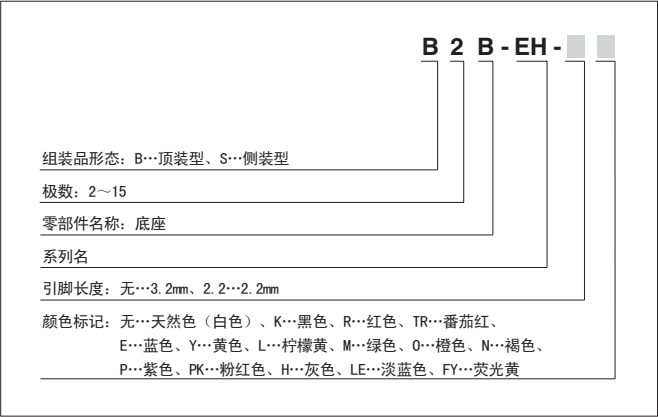 B 2 B - EH -
组装品形态：B…顶装型、S…侧装型
极数：2～15
零部件名称：底座
系列名
引脚长度：无…3.2mm、2.2…2.2mm
颜色标记：无…天然色（白色）、K…黑色、R…红色、TR…番茄红、
E…蓝色、Y…黄色、L…柠檬黄、M…绿色、O…橙色、N…褐色、
P…紫色、PK…粉红色、H…灰色、LE…淡蓝色、FY…荧光黄